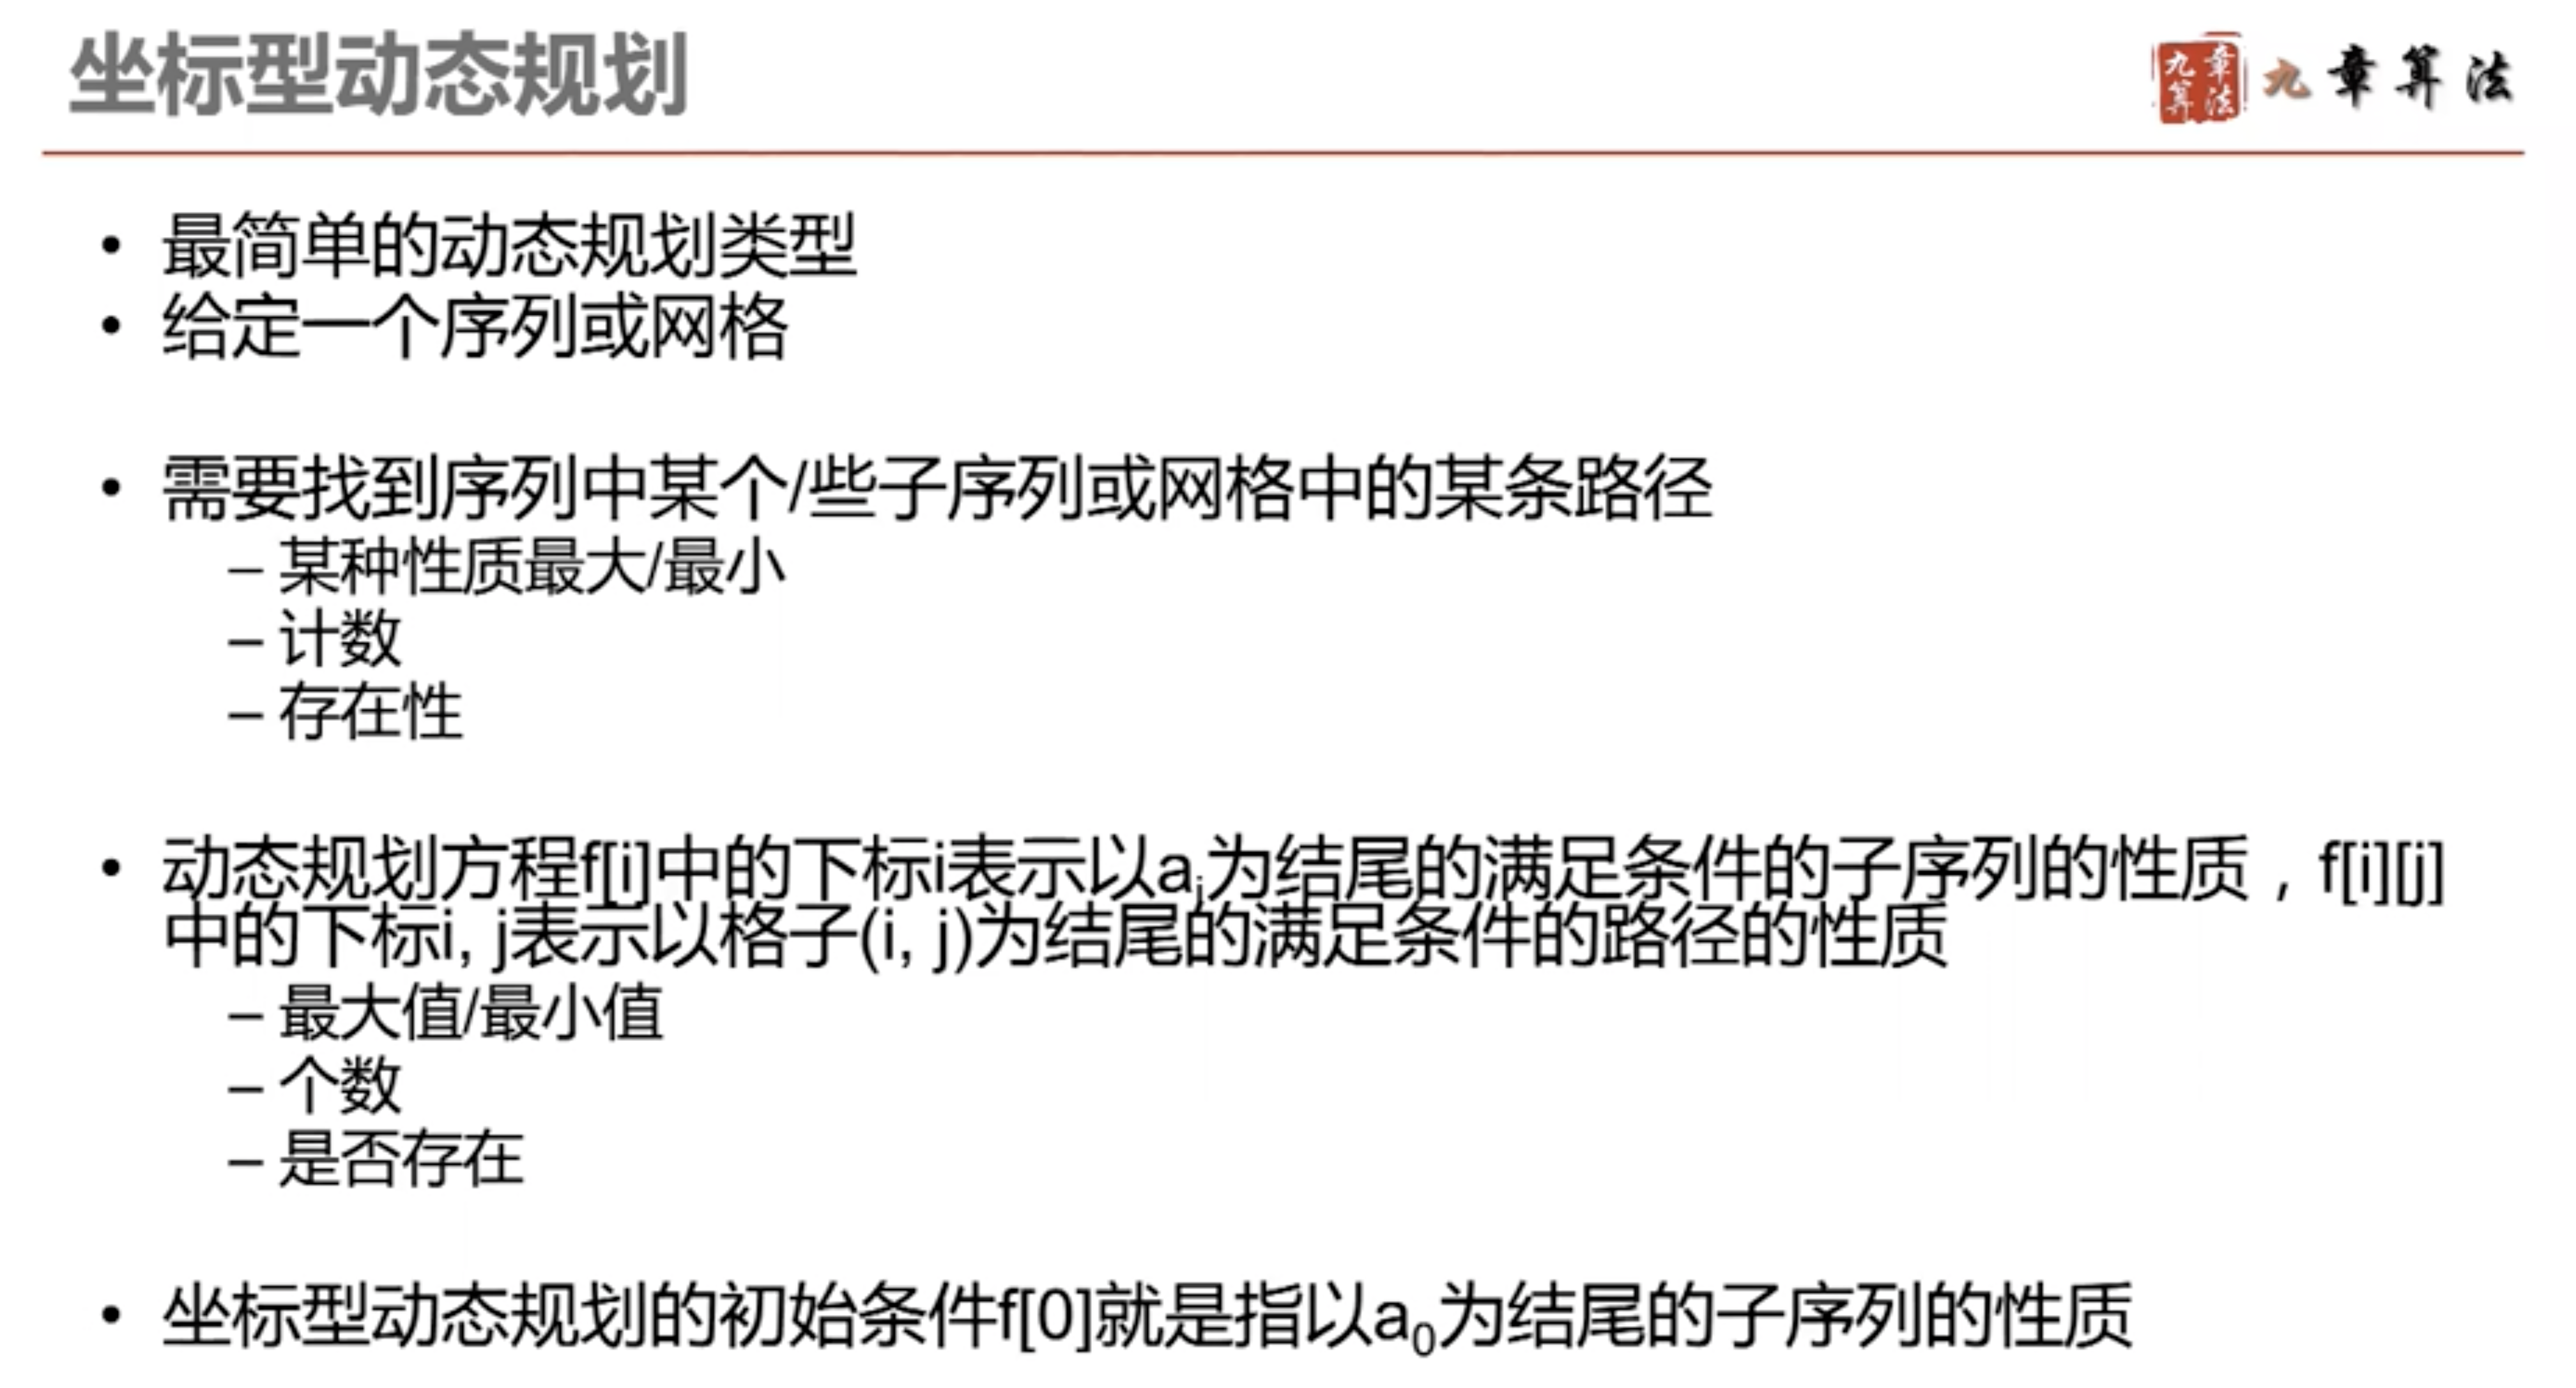 坐标型动态规划
九章算法
九章算法
• 最简单的动态规划类型
• 给定一个序列或网格
• 需要找到序列中某个/些子序列或网格中的某条路径
– 某种性质最大/最小
– 计数
– 存在性
• 动态规划方程f[i]中的下标i表示以aᵢ为结尾的满足条件的子序列的性质，f[i][j]
中的下标i, j表示以格子(i, j)为结尾的满足条件的路径的性质
– 最大值/最小值
– 个数
– 是否存在
• 坐标型动态规划的初始条件f[0]就是指以a₀为结尾的子序列的性质